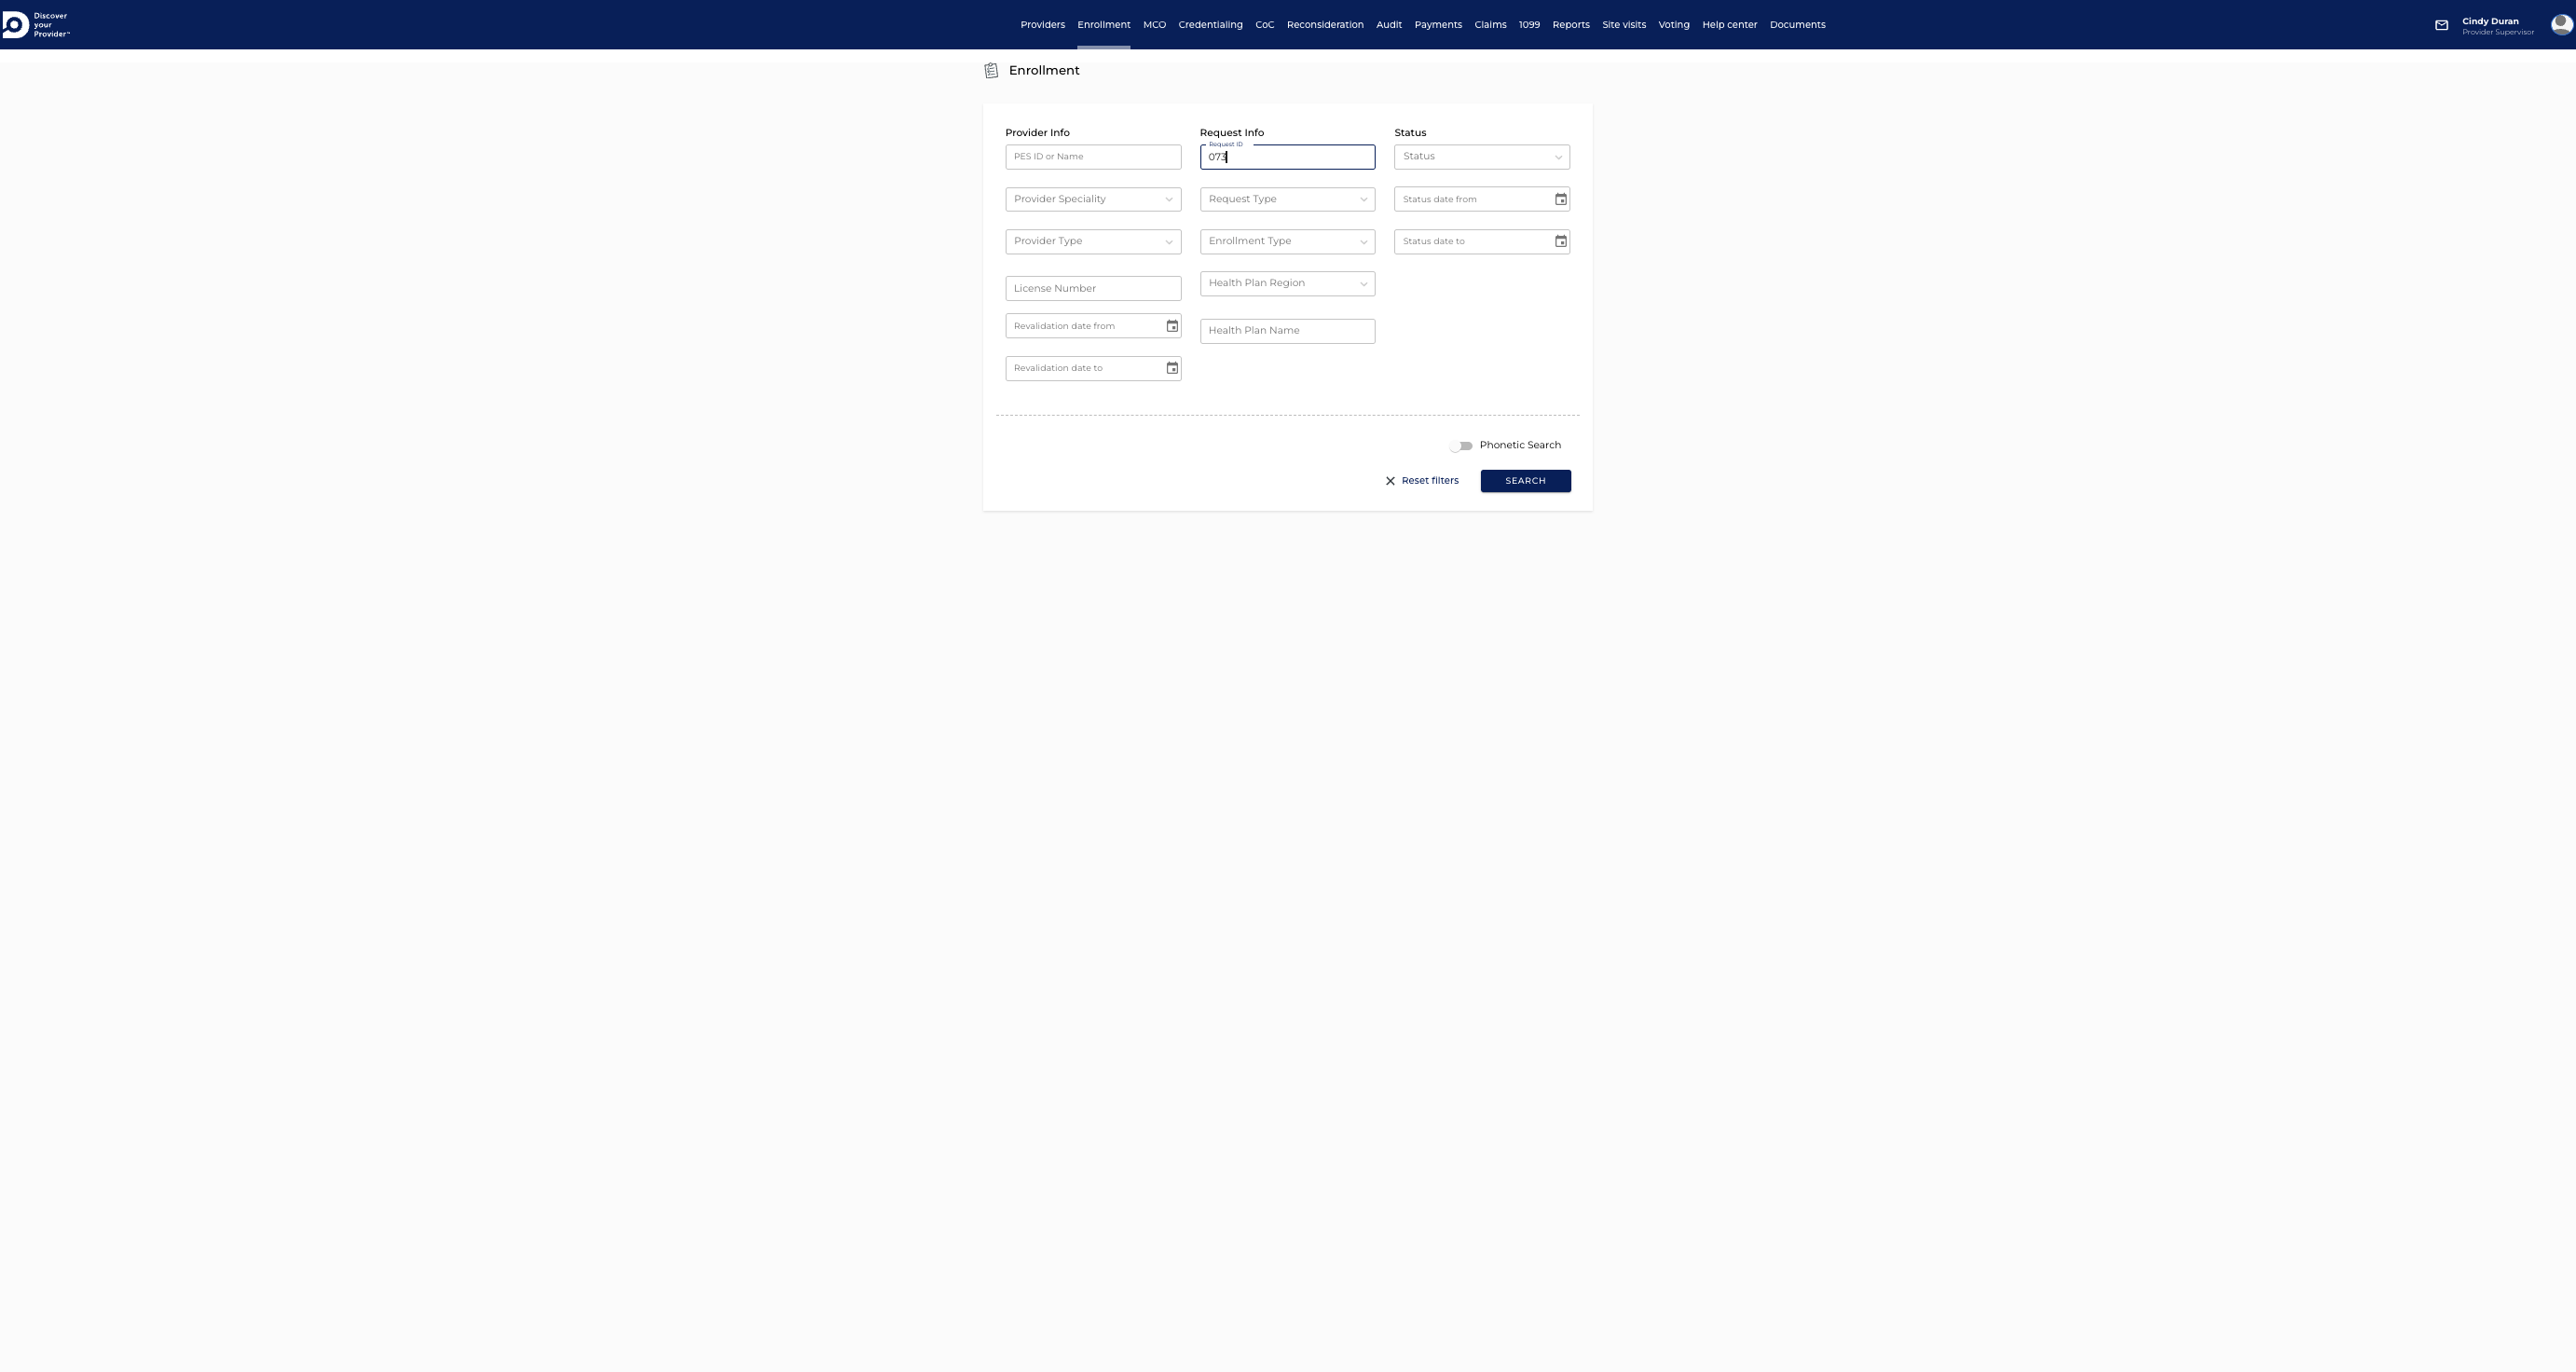 Discover
your
Provider™
Providers Enrollment MCO Credentialing CoC Reconsideration Audit Payments Claims 1099 Reports Site visits Voting Help center Documents
Cindy Duran
Provider Supervisor
Enrollment
Provider Info
PES ID or Name
Provider Speciality
Provider Type
License Number
Revalidation date from
Revalidation date to
Request Info
Request ID
073
Request Type
Enrollment Type
Health Plan Region
Health Plan Name
Status
Status
Status date from
Status date to
Phonetic Search
Reset filters
SEARCH